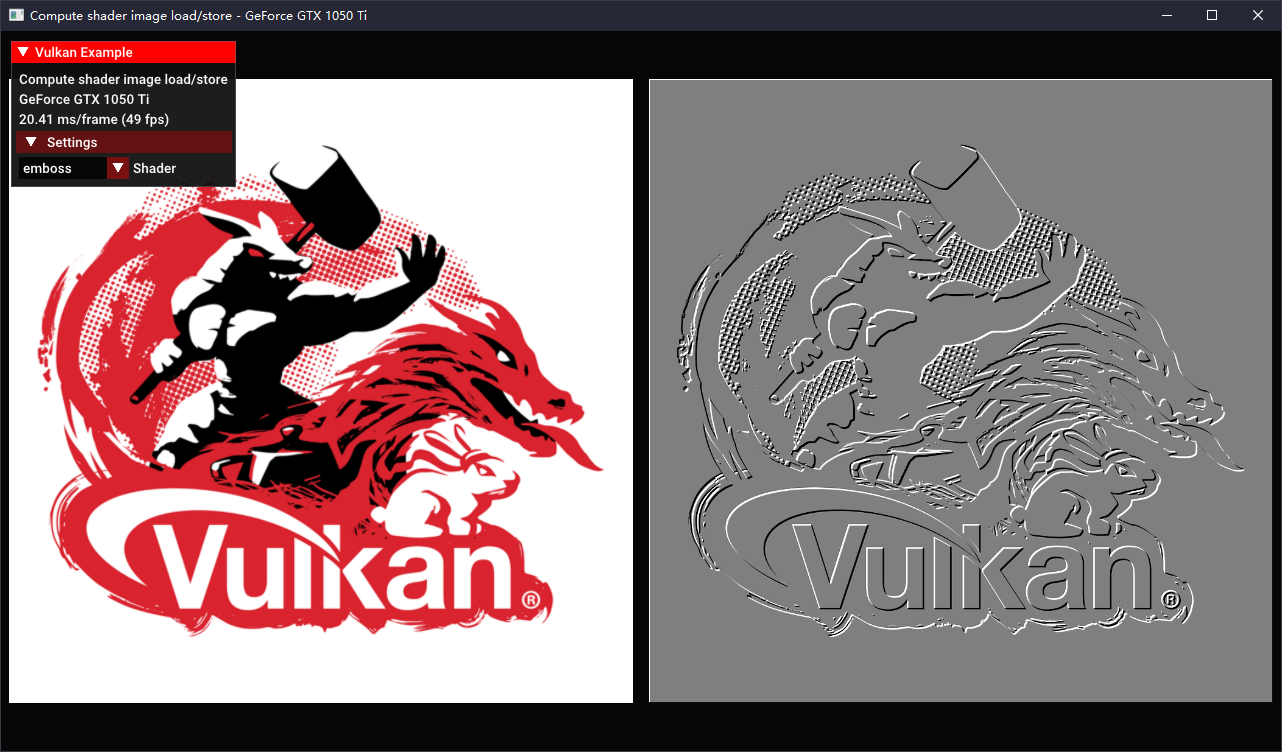 Compute shader image load/store - GeForce GTX 1050 Ti
Vulkan Example
Compute shader image load/store
GeForce GTX 1050 Ti
20.41 ms/frame (49 fps)
Settings
emboss Shader
Vulkan®
Vulkan®